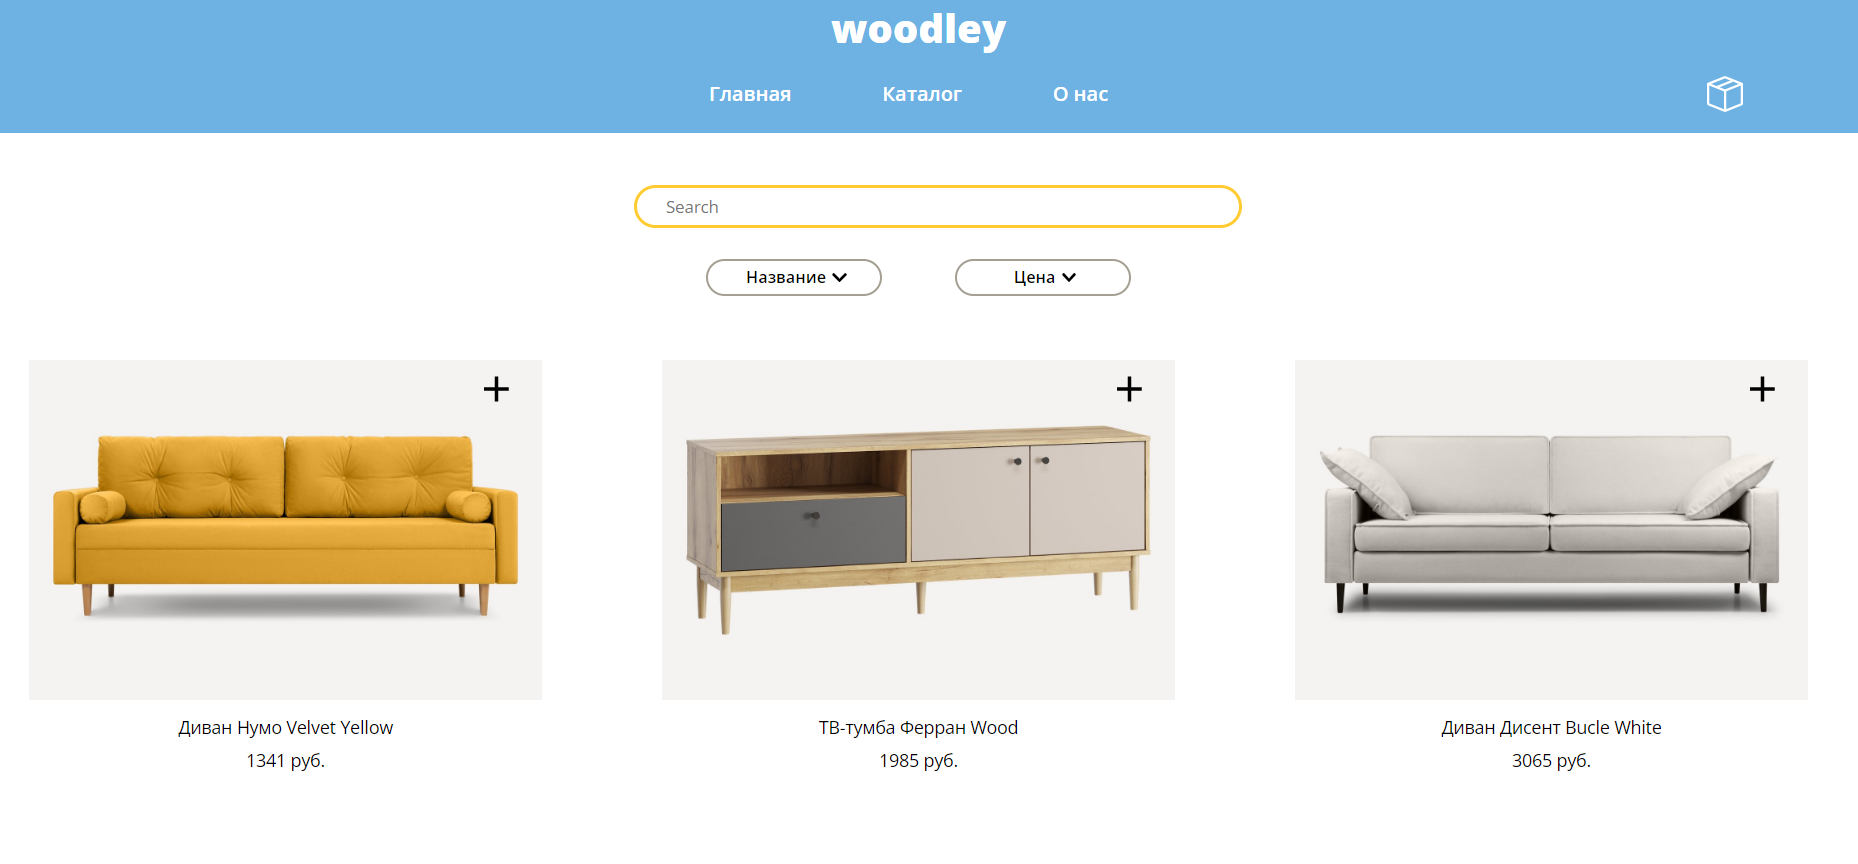 woodley
Главная Каталог О нас
Search
Название Цена
Диван Нумо Velvet Yellow
1341 руб.
ТВ-тумба Ферран Wood
1985 руб.
Диван Дисент Bucle White
3065 руб.